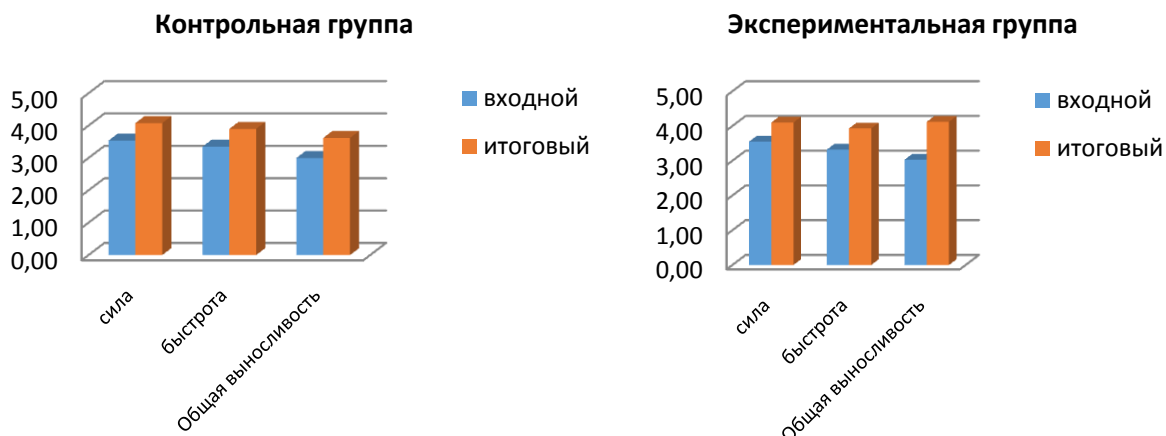 Контрольная группа
5,00
4,00
3,00
2,00
1,00
0,00
сила
быстрота
Общая выносливость
входной
итоговый
Экспериментальная группа
5,00
4,00
3,00
2,00
1,00
0,00
сила
быстрота
Общая выносливость
входной
итоговый